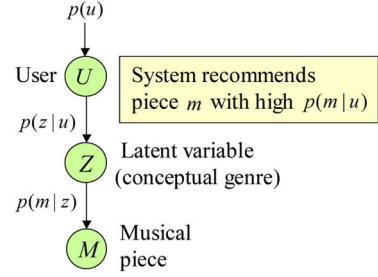 p(u)
User
U
System recommends
piece m with high p(m|u)
p(z|u)
Z
Latent variable
(conceptual genre)
p(m|z)
M
Musical
piece